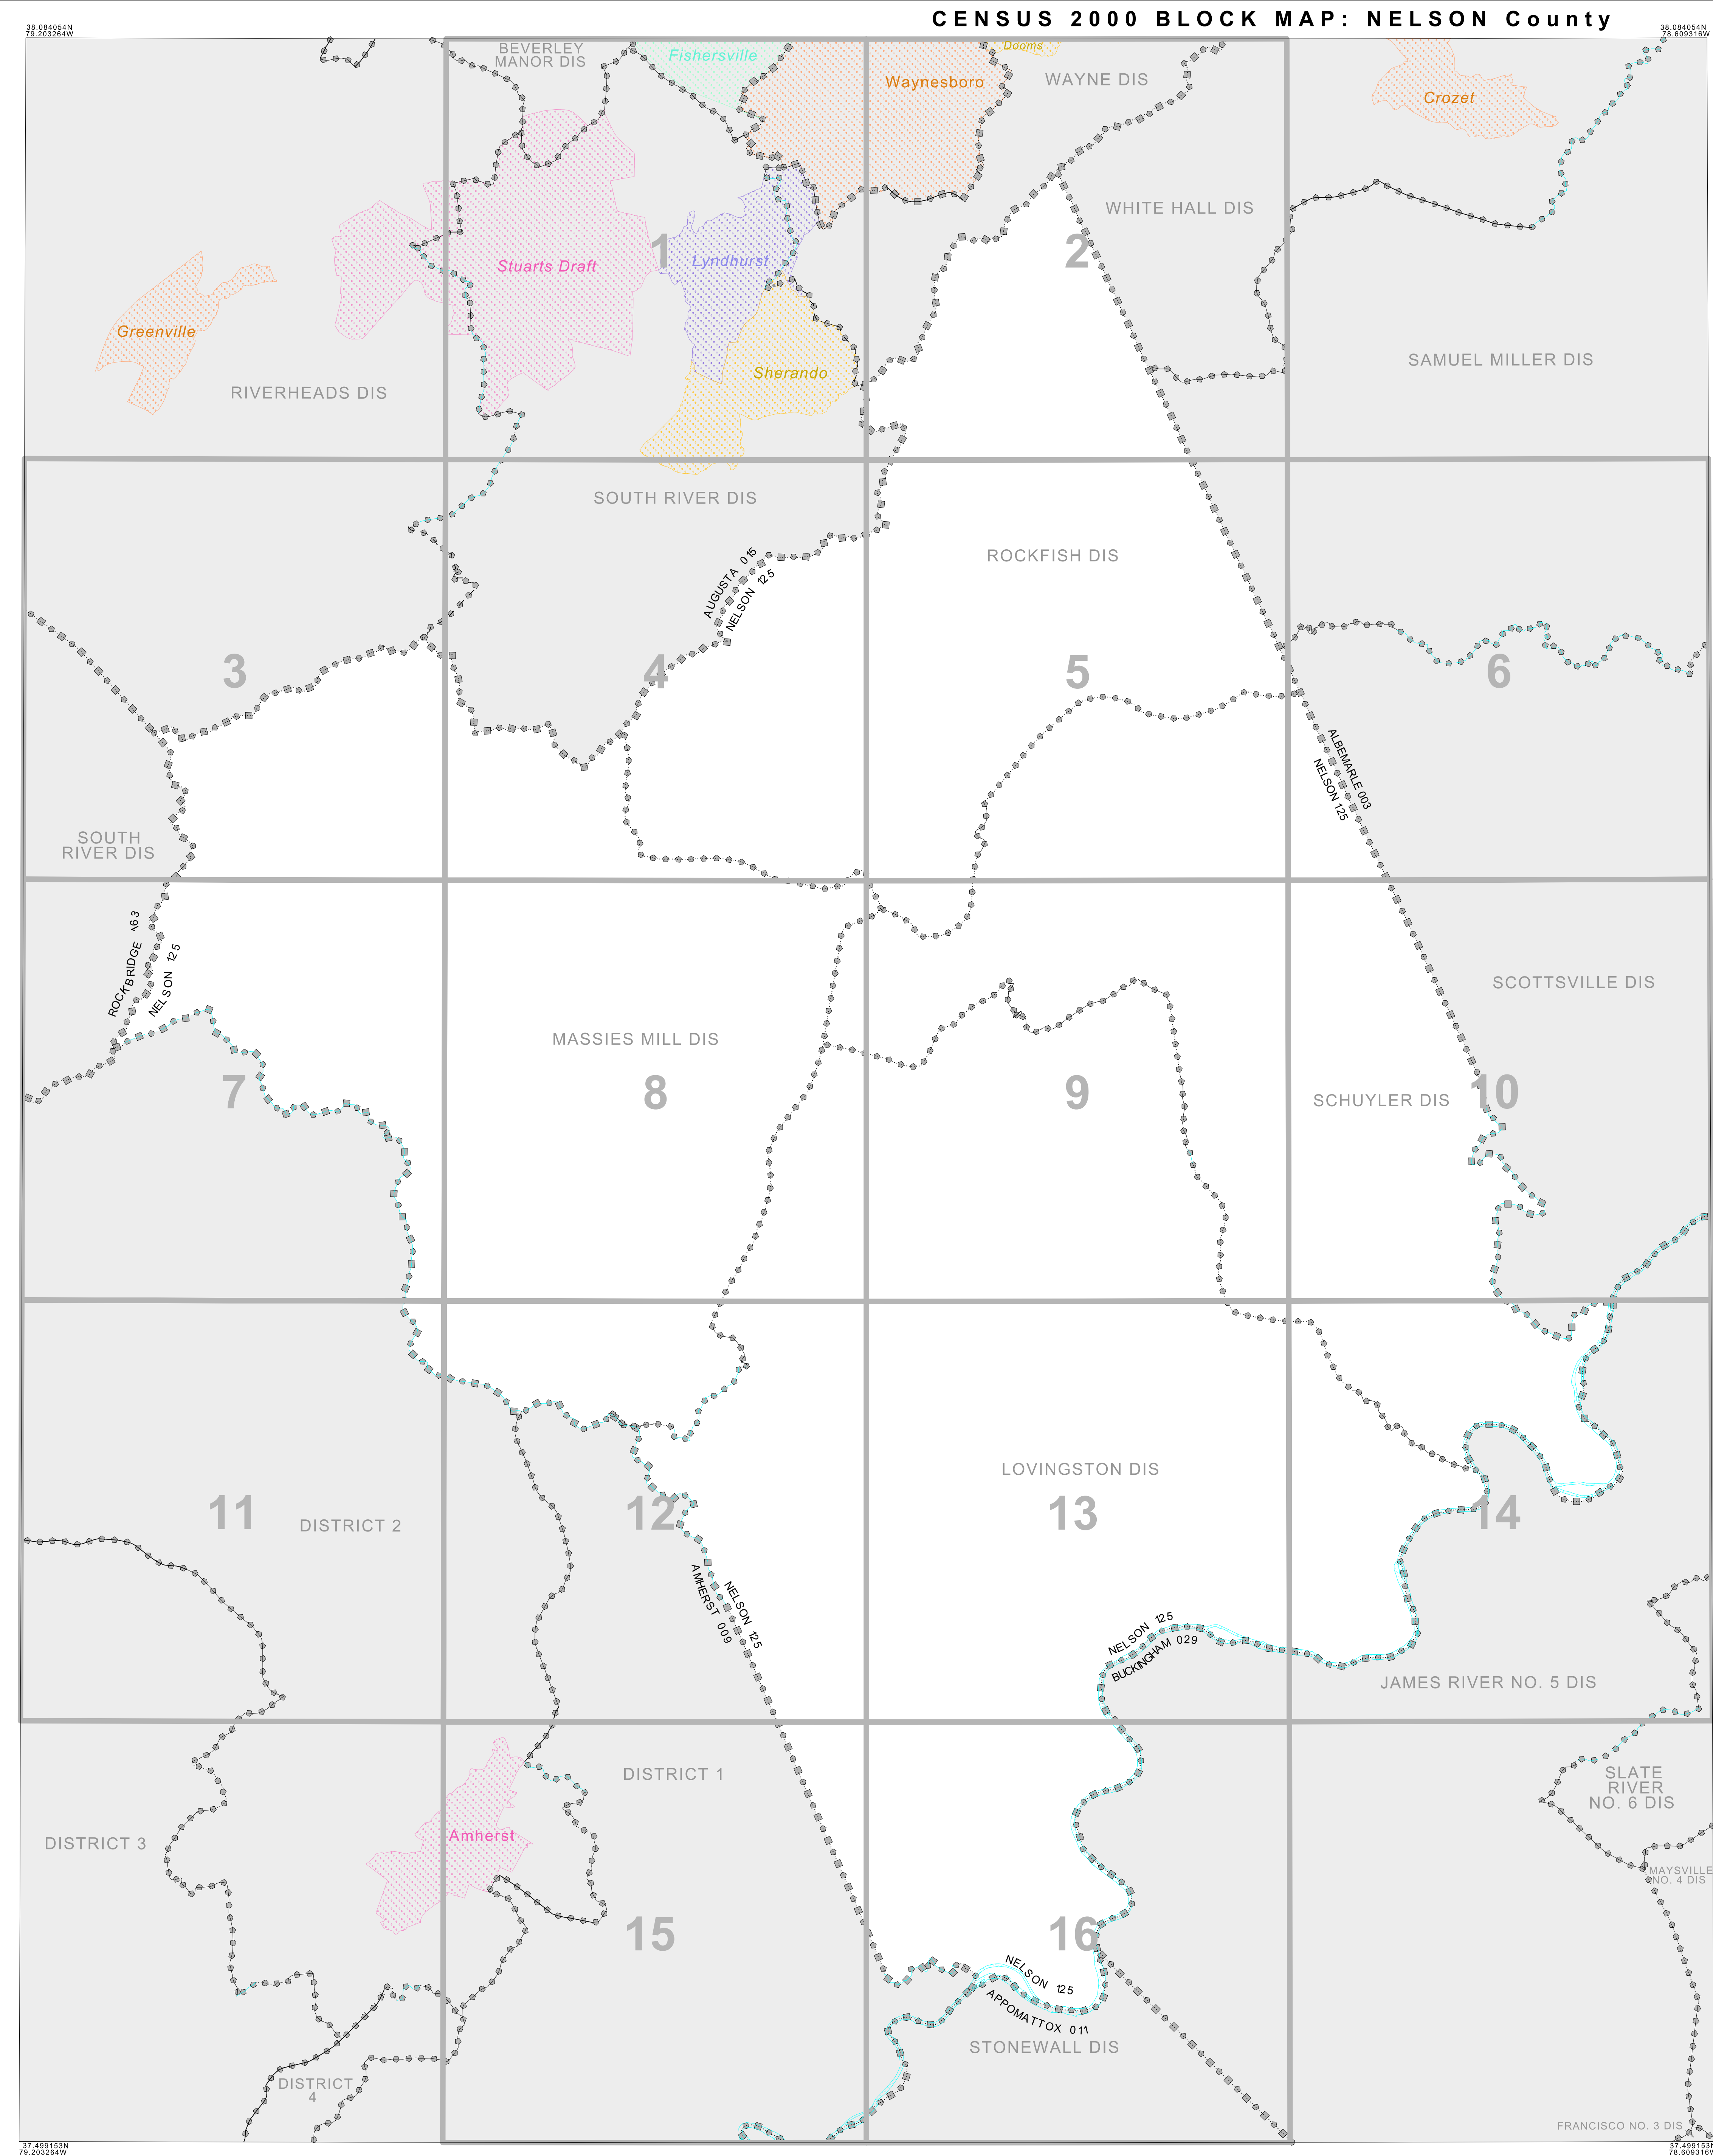 CENSUS 2000 BLOCK MAP: NELSON County
38.084054N
79.203264W
38.084054N
78.609316W
BEVERLEY
MANOR DIS
Fishersville
Dooms
Waynesboro
WAYNE DIS
Crozet
WHITE HALL DIS
1
2
Stuarts Draft
Lyndhurst
Greenville
Sherando
SAMUEL MILLER DIS
RIVERHEADS DIS
SOUTH RIVER DIS
ROCKFISH DIS
AUGUSTA 015
NELSON 125
3
4
5
6
ALBEMARLE 003
NELSON 125
SOUTH
RIVER DIS
ROCKBRIDGE 163
NELSON 125
SCOTTSVILLE DIS
MASSIES MILL DIS
7
8
9
10
SCHUYLER DIS
LOVINGSTON DIS
11
12
13
14
DISTRICT 2
NELSON 125
AMHERST 009
NELSON 125
BUCKINGHAM 029
JAMES RIVER NO. 5 DIS
DISTRICT 1
SLATE
RIVER
NO. 6 DIS
Amherst
DISTRICT 3
MAYSVILLE
NO. 4 DIS
15
16
NELSON 125
APPOMATTOX 011
STONEWALL DIS
DISTRICT
4
FRANCISCO NO. 3 DIS
37.499153N
79.203264W
37.499153N
78.609316W